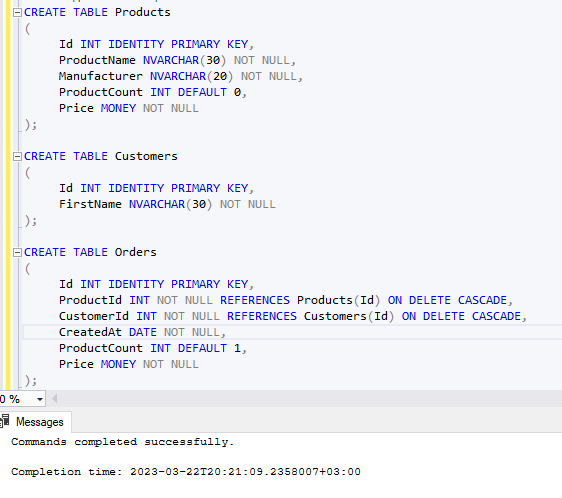 CREATE TABLE Products
(
Id INT IDENTITY PRIMARY KEY,
ProductName NVARCHAR(30) NOT NULL,
Manufacturer NVARCHAR(20) NOT NULL,
ProductCount INT DEFAULT 0,
Price MONEY NOT NULL
);
CREATE TABLE Customers
(
Id INT IDENTITY PRIMARY KEY,
FirstName NVARCHAR(30) NOT NULL
);
CREATE TABLE Orders
(
Id INT IDENTITY PRIMARY KEY,
ProductId INT NOT NULL REFERENCES Products(Id) ON DELETE CASCADE,
CustomerId INT NOT NULL REFERENCES Customers(Id) ON DELETE CASCADE,
CreatedAt DATE NOT NULL,
ProductCount INT DEFAULT 1,
Price MONEY NOT NULL
);
0 %
Messages
Commands completed successfully.
Completion time: 2023-03-22T20:21:09.2358007+03:00